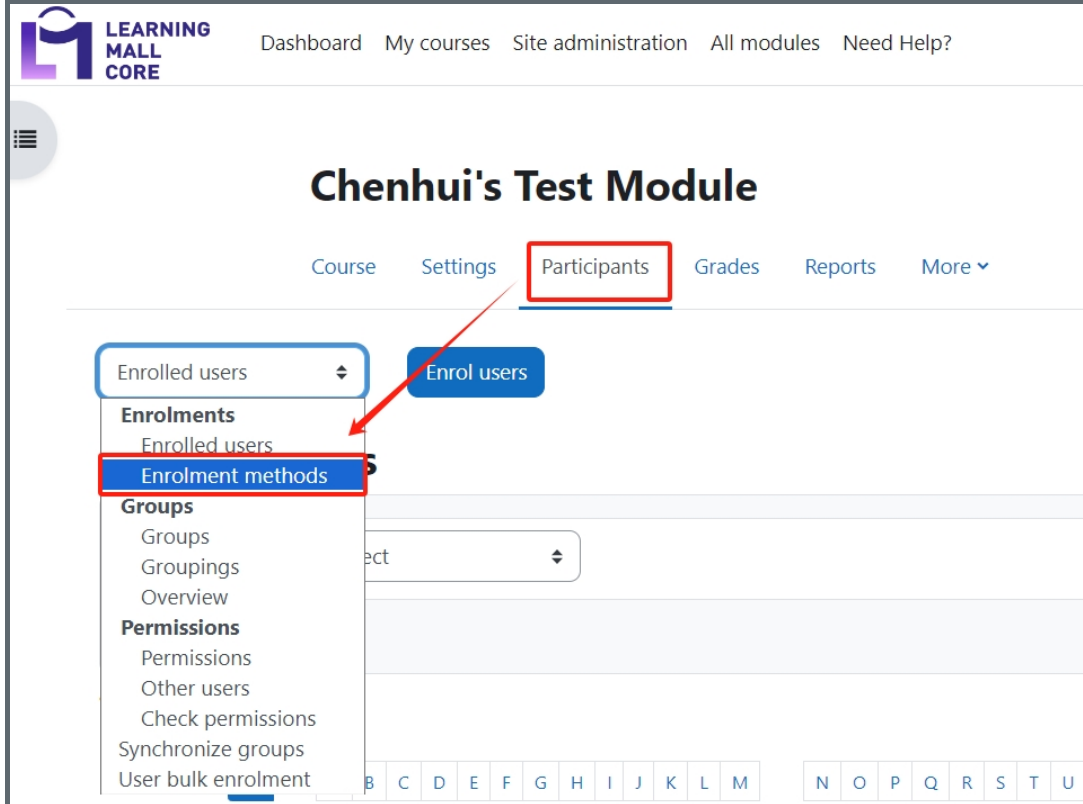 LEARNING
MALL
CORE
Dashboard My courses Site administration All modules Need Help?
Chenhui's Test Module
Course Settings Participants Grades Reports More
Enrolled users
Enrol users
Enrolments
Enrolled users
Enrolment methods
Groups
Groups
Groupings
Overview
Permissions
Permissions
Other users
Check permissions
Synchronize groups
User bulk enrolment
B C D E F G H I J K L M N O P Q R S T U